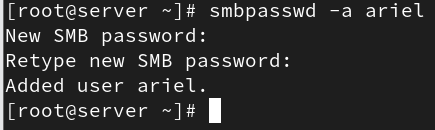 [root@server ~]# smbpasswd -a ariel
New SMB password:
Retype new SMB password:
Added user ariel.
[root@server ~]#